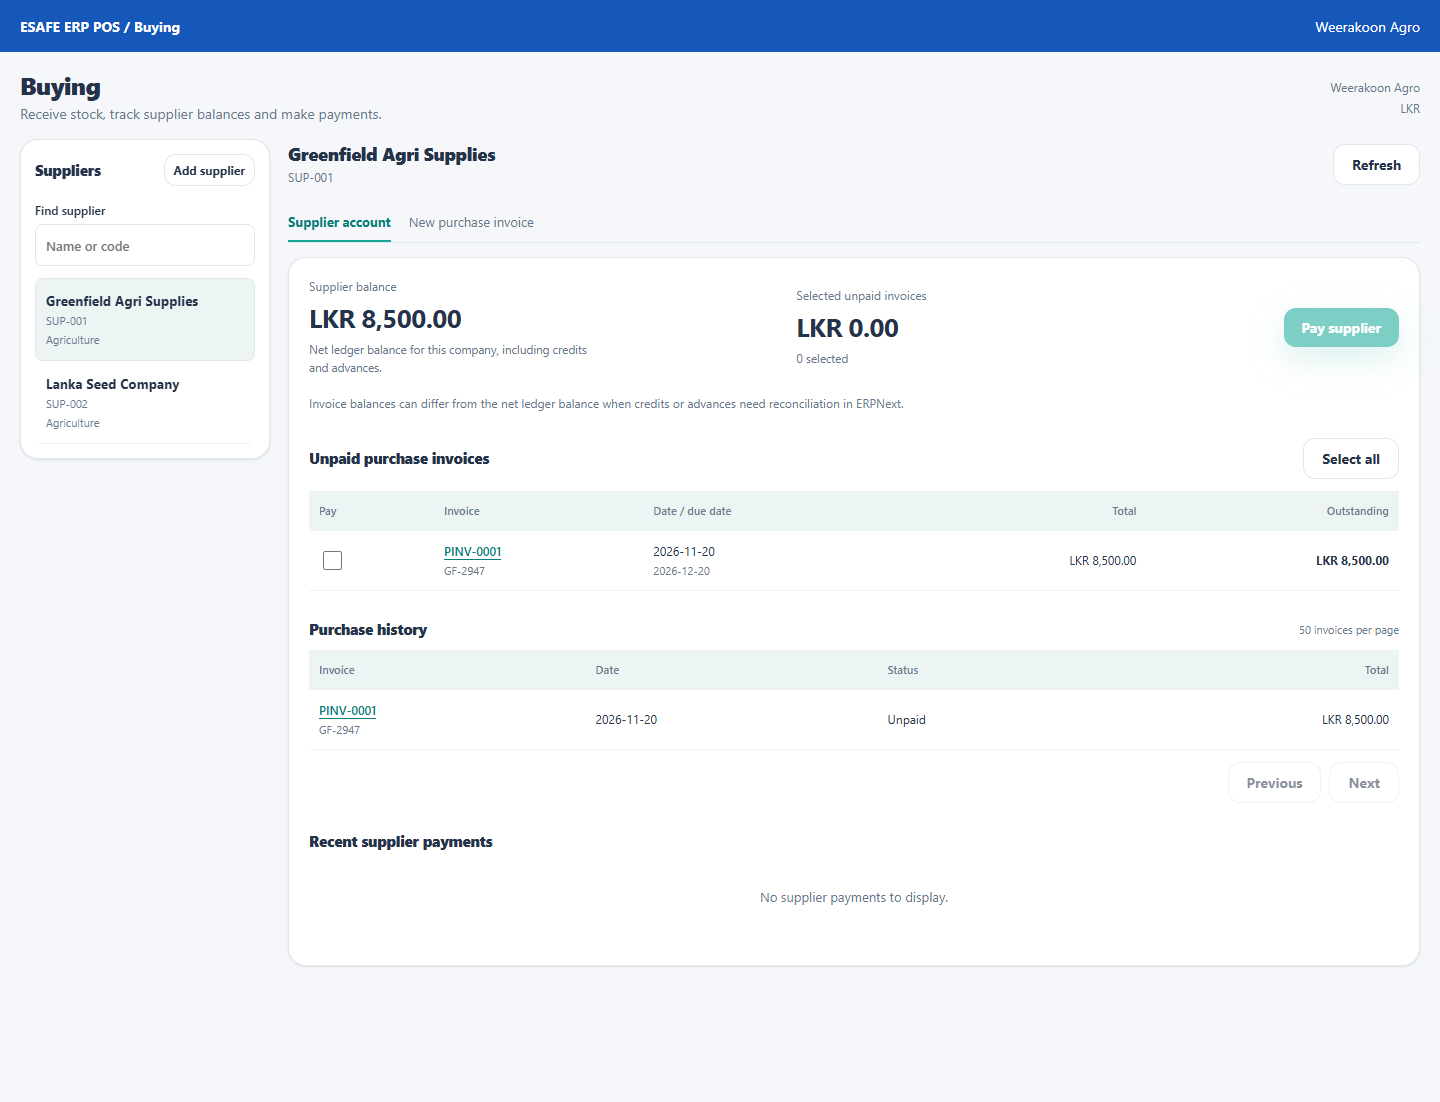 ESAFE ERP POS / Buying
Weerakoon Agro
Buying
Receive stock, track supplier balances and make payments.
Weerakoon Agro
LKR
Suppliers
Add supplier
Find supplier
Name or code
Greenfield Agri Supplies
SUP-001
Agriculture
Lanka Seed Company
SUP-002
Agriculture
Greenfield Agri Supplies
SUP-001
Refresh
Supplier account
New purchase invoice
Supplier balance
LKR 8,500.00
Net ledger balance for this company, including credits
and advances.
Selected unpaid invoices
LKR 0.00
0 selected
Pay supplier
Invoice balances can differ from the net ledger balance when credits or advances need reconciliation in ERPNext.
Unpaid purchase invoices
Select all
Pay Invoice Date / due date Total Outstanding
PINV-0001 2026-11-20 LKR 8,500.00 LKR 8,500.00
GF-2947 2026-12-20
Purchase history
50 invoices per page
Invoice Date Status Total
PINV-0001 2026-11-20 Unpaid LKR 8,500.00
GF-2947
Previous
Next
Recent supplier payments
No supplier payments to display.